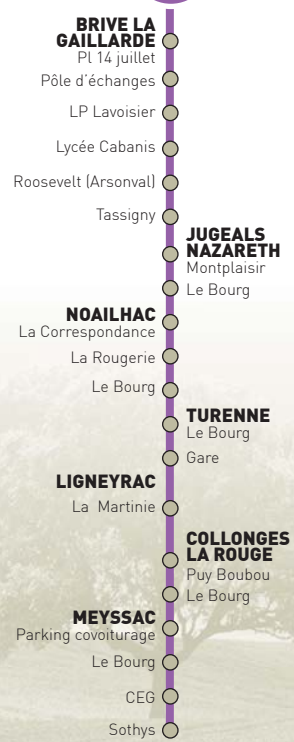 BRIVE LA
GAILLARDE
Pl 14 juillet
Pôle d'échanges
LP Lavoisier
Lycée Cabanis
Roosevelt (Arsonval)
Tassigny
JUGEALS
NAZARETH
Montplaisir
Le Bourg
NOAILHAC
La Correspondance
La Rougerie
Le Bourg
TURENNE
Le Bourg
Gare
LIGNEYRAC
La Martinie
COLLONGES
LA ROUGE
Puy Boubou
Le Bourg
MEYSSAC
Parking covoiturage
Le Bourg
CEG
Sothys